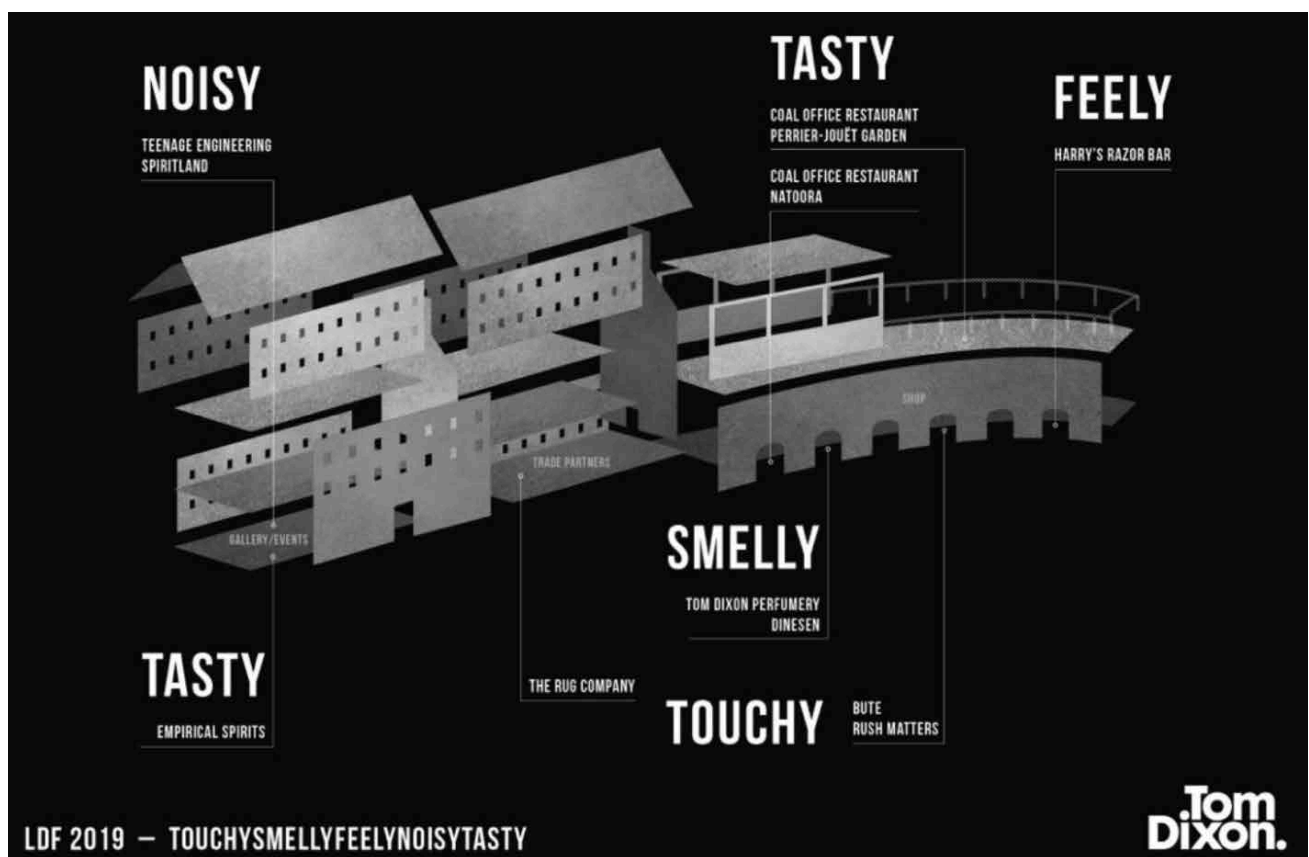 NOISY
TEENAGE ENGINEERING
SPIRITLAND
TASTY
COAL OFFICE RESTAURANT
PERRIER-JOUËT GARDEN
COAL OFFICE RESTAURANT
NATOORA
FEELY
HARRY'S RAZOR BAR
SHOP
TRADE PARTNERS
GALLERY/EVENTS
SMELLY
TOM DIXON PERFUMERY
DINESEN
TASTY
EMPIRICAL SPIRITS
THE RUG COMPANY
TOUCHY
BUTE
RUSH MATTERS
LDF 2019 — TOUCHYSMELLYFEELYNOISYTASTY
Tom
Dixon.